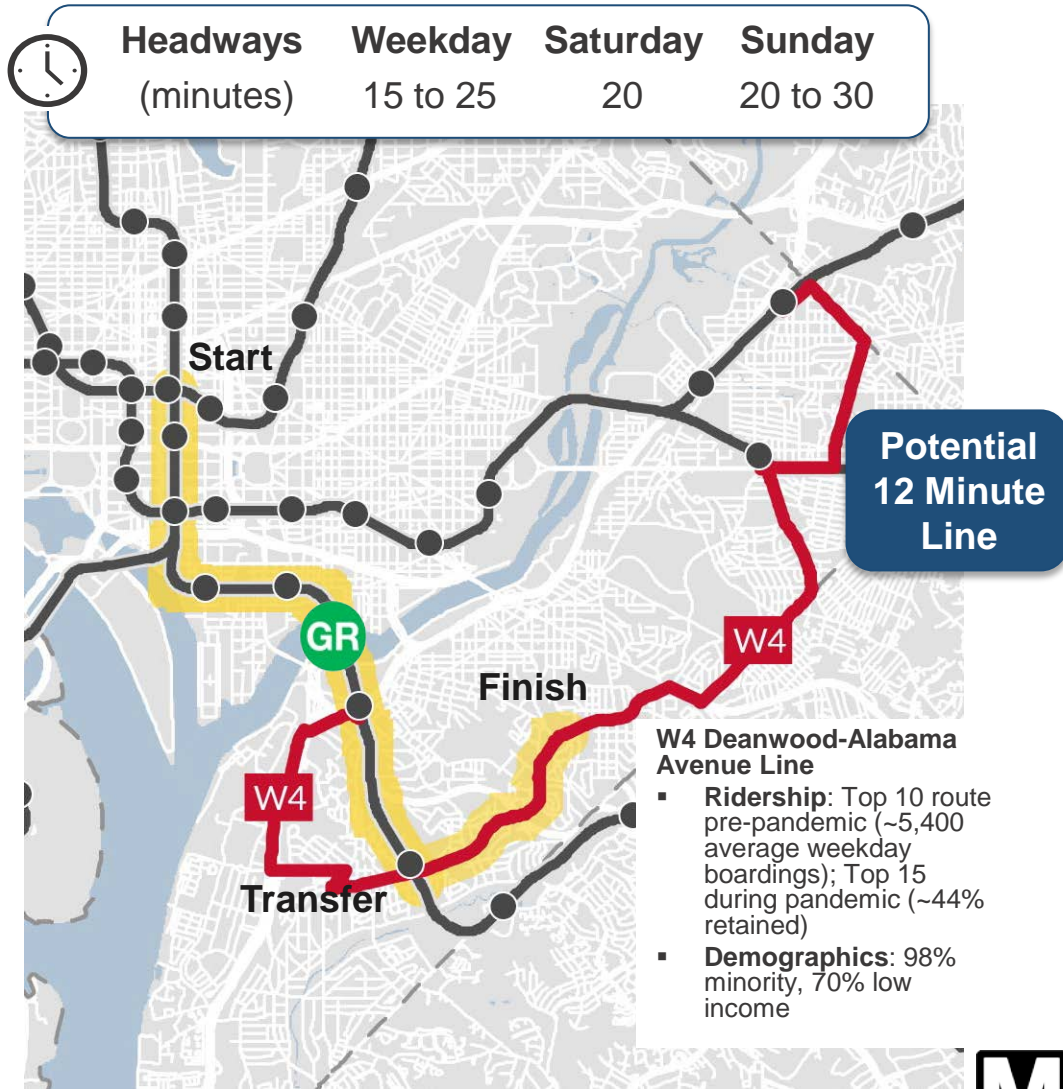 Headways Weekday Saturday Sunday
(minutes) 15 to 25 20 20 to 30
Start
Potential
12 Minute
Line
GR
W4
Finish
W4 Deanwood-Alabama
Avenue Line
▪ Ridership: Top 10 route
pre-pandemic (~5,400
average weekday
boardings); Top 15
during pandemic (~44%
retained)
▪ Demographics: 98%
minority, 70% low
income
W4
Transfer
M